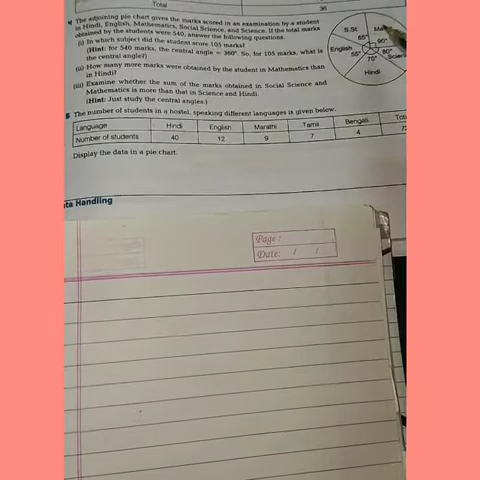 Total 36
4 The adjoining pie chart gives the marks scored in an examination by a student
in Hindi, English, Mathematics, Social Science, and Science. If the total marks
obtained by the students were 540, answer the following questions.
(i) In which subject did the student score 105 marks?
(Hint: for 540 marks, the central angle = 360°. So, for 105 marks, what is
the central angle?)
(ii) How many more marks were obtained by the student in Mathematics than
in Hindi?
(iii) Examine whether the sum of the marks obtained in Social Science and
Mathematics is more than that in Science and Hindi.
(Hint: Just study the central angles.)
S.St.
65° 90°
English
55° 80°
70°
Hindi
5 The number of students in a hostel, speaking different languages is given below.
Language Hindi English Marathi Tamil Bengali
Number of students 40 12 9 7 4
Display the data in a pie chart.
Handling
Page :
Date: / /